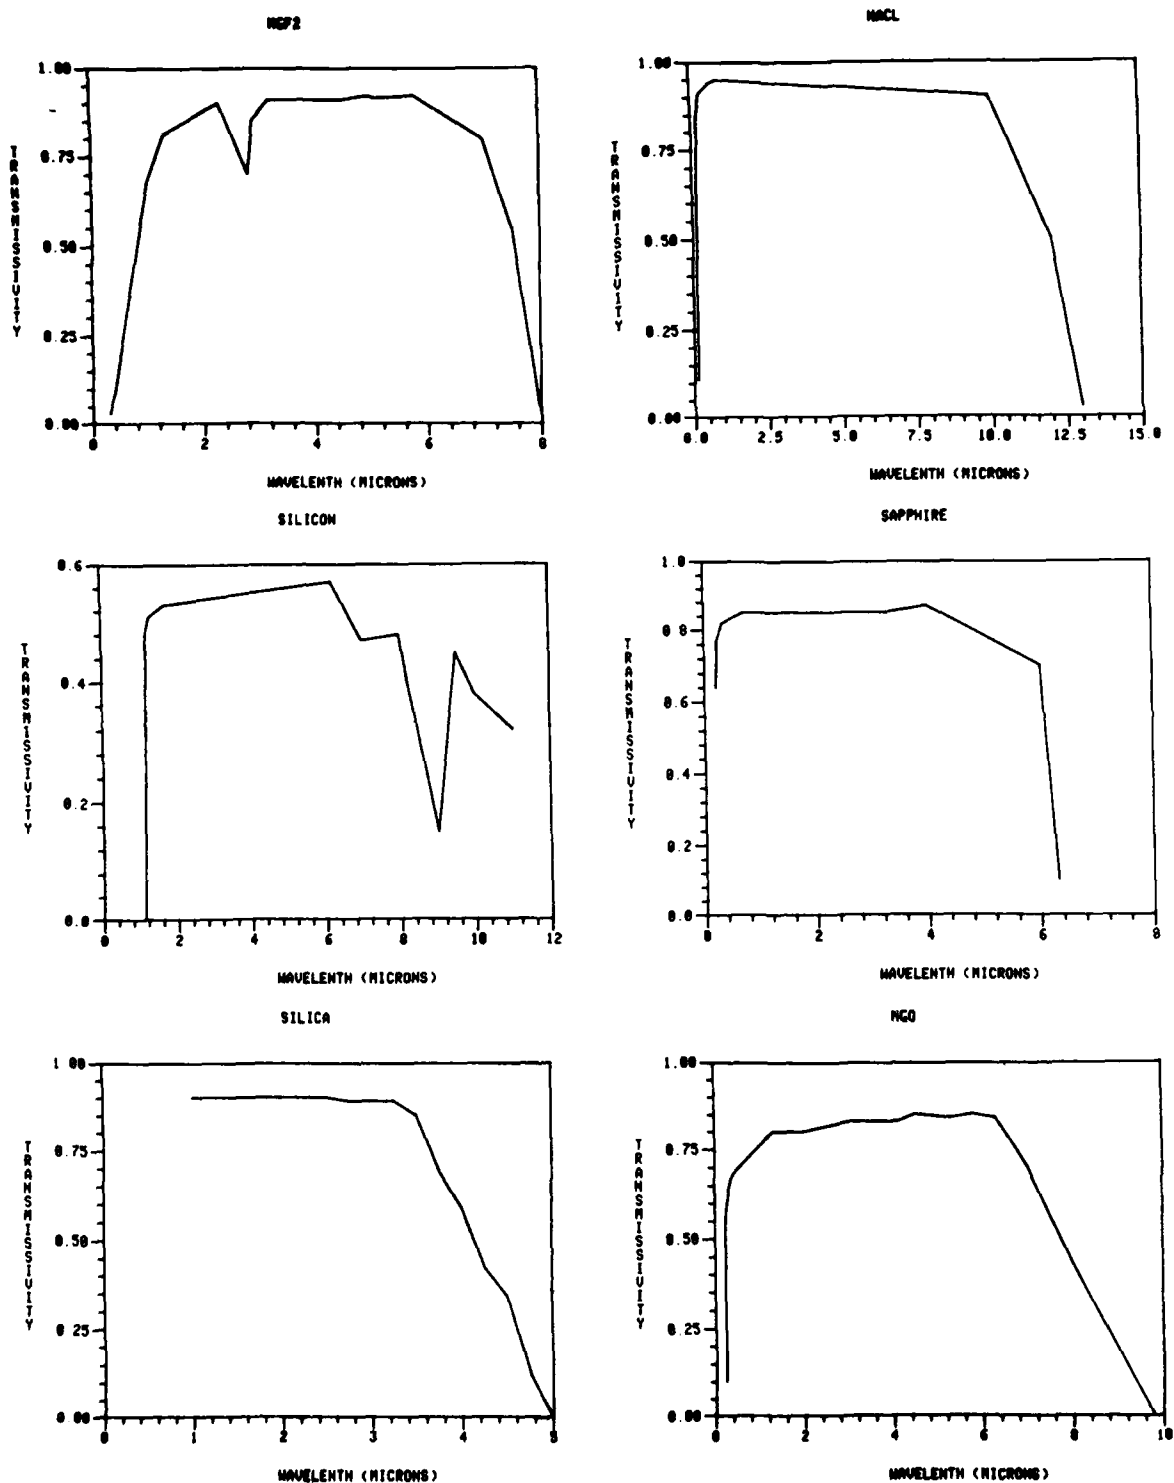 MGF2
1.00
0.75
0.50
0.25
0.00
TRANSMISSIVITY
0 2 4 6 8
WAVELENTH (MICRONS)
NACL
1.00
0.75
0.50
0.25
0.00
TRANSMISSIVITY
0.0 2.5 5.0 7.5 10.0 12.5 15.0
WAVELENTH (MICRONS)
SILICON
0.6
0.4
0.2
0.0
TRANSMISSIVITY
0 2 4 6 8 10 12
WAVELENTH (MICRONS)
SAPPHIRE
1.0
0.8
0.6
0.4
0.2
0.0
TRANSMISSIVITY
0 2 4 6 8
WAVELENTH (MICRONS)
SILICA
1.00
0.75
0.50
0.25
0.00
TRANSMISSIVITY
0 1 2 3 4 5
WAVELENTH (MICRONS)
MGO
1.00
0.75
0.50
0.25
0.00
TRANSMISSIVITY
0 2 4 6 8 10
WAVELENTH (MICRONS)